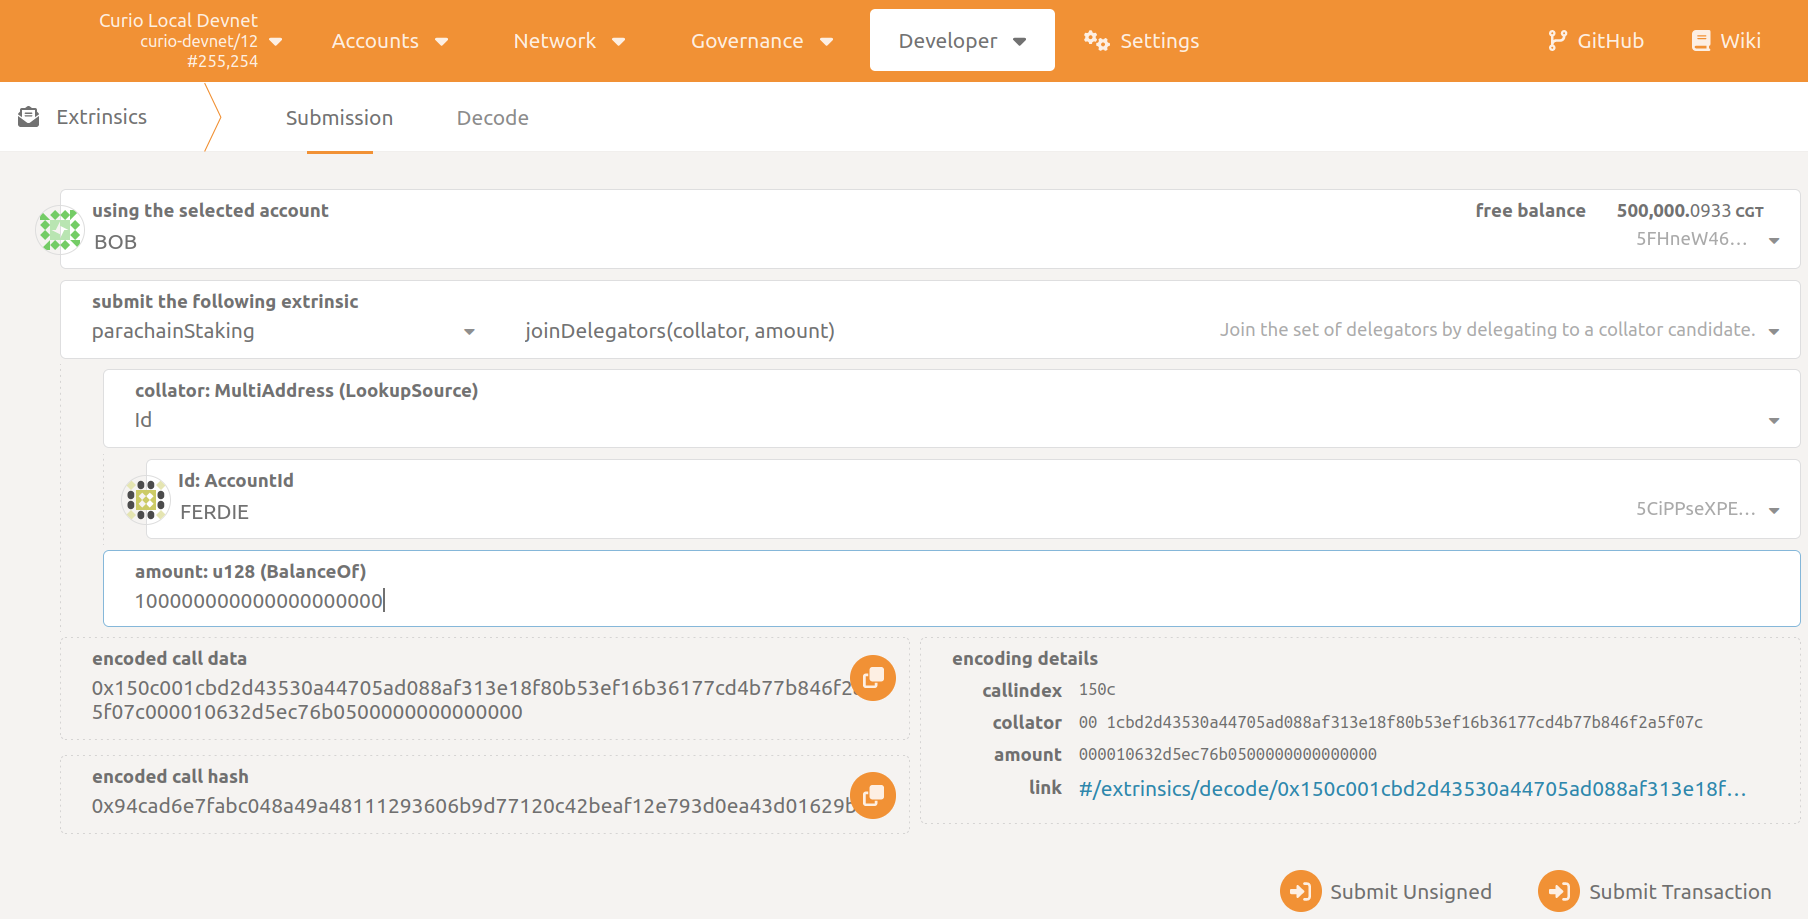 Curio Local Devnet
curio-devnet/12
#255,254
Accounts
Network
Governance
Developer
Settings
GitHub
Wiki
Extrinsics
Submission
Decode
using the selected account
BOB
free balance 500,000.0933 CGT
5FHneW46...
submit the following extrinsic
parachainStaking
joinDelegators(collator, amount)
Join the set of delegators by delegating to a collator candidate.
collator: MultiAddress (LookupSource)
Id
Id: AccountId
FERDIE
5CiPPseXPE...
amount: u128 (BalanceOf)
100000000000000000000
encoded call data
0x150c001cbd2d43530a44705ad088af313e18f80b53ef16b36177cd4b77b846f2
5f07c000010632d5ec76b0500000000000000
encoded call hash
0x94cad6e7fabc048a49a48111293606b9d77120c42beaf12e793d0ea43d01629b
encoding details
callindex 150c
collator 00 1cbd2d43530a44705ad088af313e18f80b53ef16b36177cd4b77b846f2a5f07c
amount 000010632d5ec76b0500000000000000
link #/extrinsics/decode/0x150c001cbd2d43530a44705ad088af313e18f...
Submit Unsigned
Submit Transaction